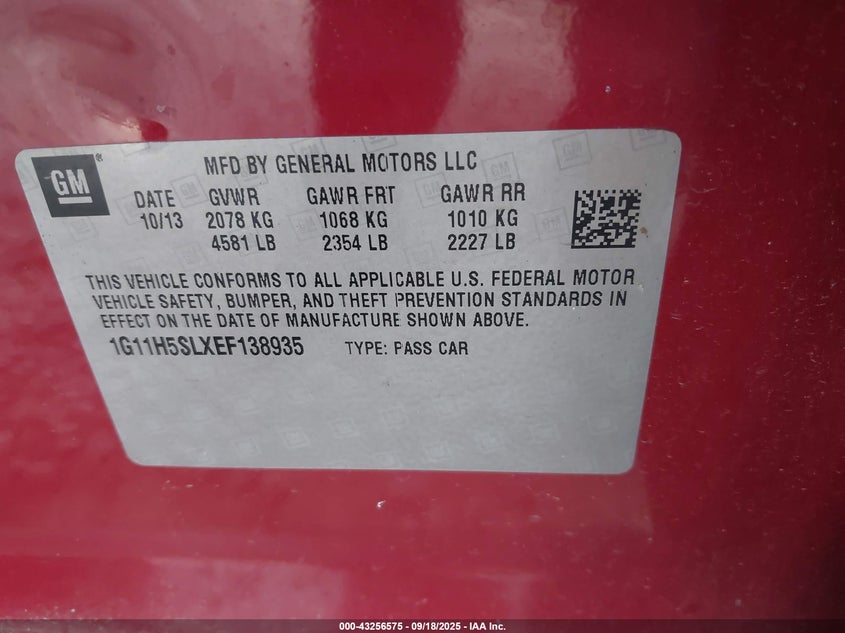 GM
MFD BY GENERAL MOTORS LLC
DATE GVWR GAWR FRT GAWR RR
10/13 2078 KG 1068 KG 1010 KG
4581 LB 2354 LB 2227 LB
THIS VEHICLE CONFORMS TO ALL APPLICABLE U.S. FEDERAL MOTOR
VEHICLE SAFETY, BUMPER, AND THEFT PREVENTION STANDARDS IN
EFFECT ON THE DATE OF MANUFACTURE SHOWN ABOVE.
1G11H5SLXEF138935 TYPE: PASS CAR
000-43256575 - 09/18/2025 - IAA Inc.